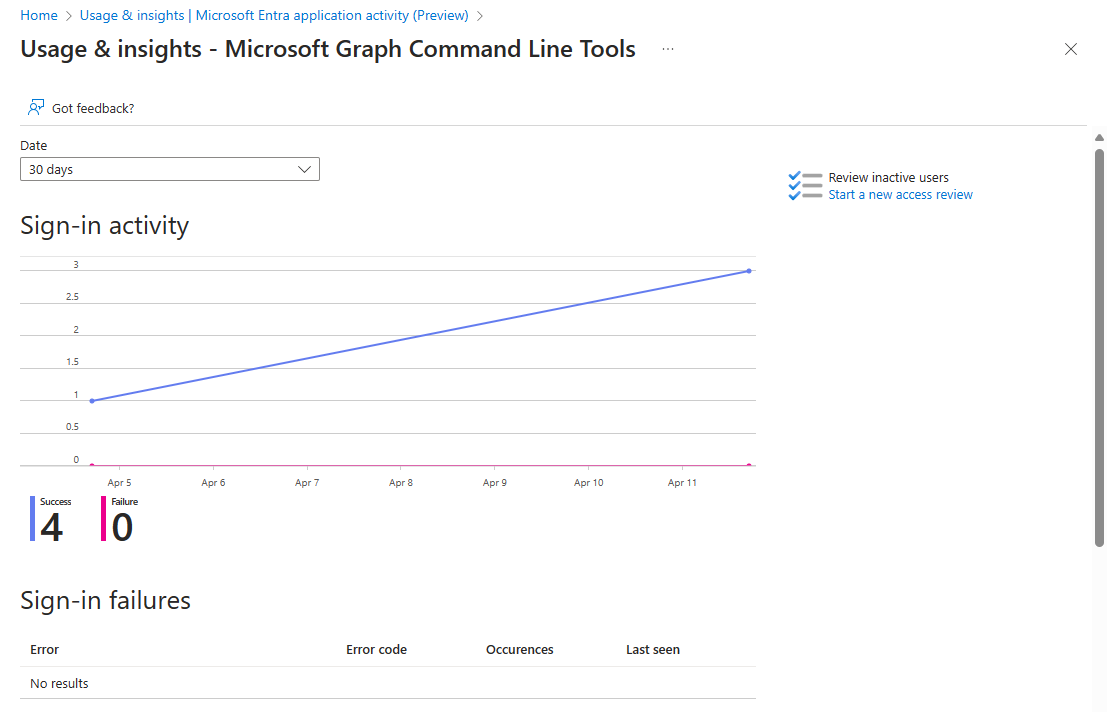 Home > Usage & insights | Microsoft Entra application activity (Preview) >
Usage & insights - Microsoft Graph Command Line Tools ...
Got feedback?
Date
30 days
Review inactive users
Start a new access review
Sign-in activity
3
2.5
2
1.5
1
0.5
0
Apr 5 Apr 6 Apr 7 Apr 8 Apr 9 Apr 10 Apr 11
Success Failure
4 0
Sign-in failures
Error Error code Occurences Last seen
No results